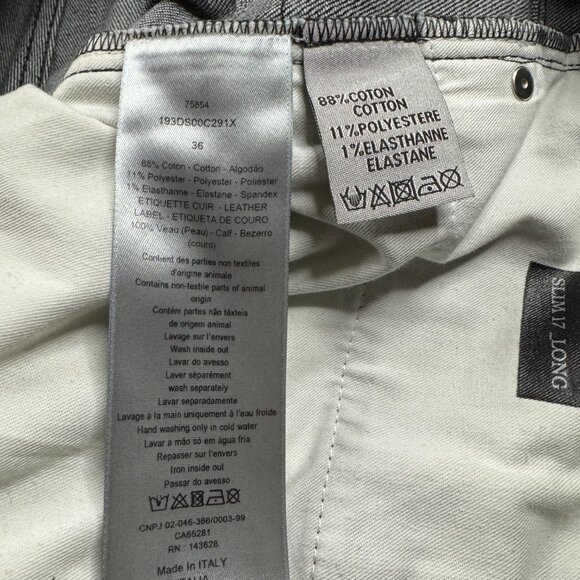 75854
193DS00C291X
36
88% Coton - Cotton - Algodão
11% Polyester - Polyester - Poliéster
1% Elasthanne - Elastane - Spandex
ETIQUETTE CUIR - LEATHER
LABEL - ETIQUETA DE COURO
100% Veau (Peau) - Calf - Bezerro
(couro)
Contient des parties non textiles
d'origine animale
Contains non-textile parts of animal
origin
Contém partes não têxteis
de origem animal
Lavage sur l'envers
Wash inside out
Lavar do avesso
Laver séparément
wash separately
Lavar separadamente
Lavage à la main uniquement à l'eau froide
Hand washing only in cold water
Lavar a mão só em água fria
Repasser sur l'envers
Iron inside out
Passar do avesso
CNPJ 02-046-366/0003-99
CA65281
RN : 143628
Made In ITALY
88%COTON
COTTON
11%POLYESTERE
1%ELASTHANNE
ELASTANE
SLIM 17 LONG